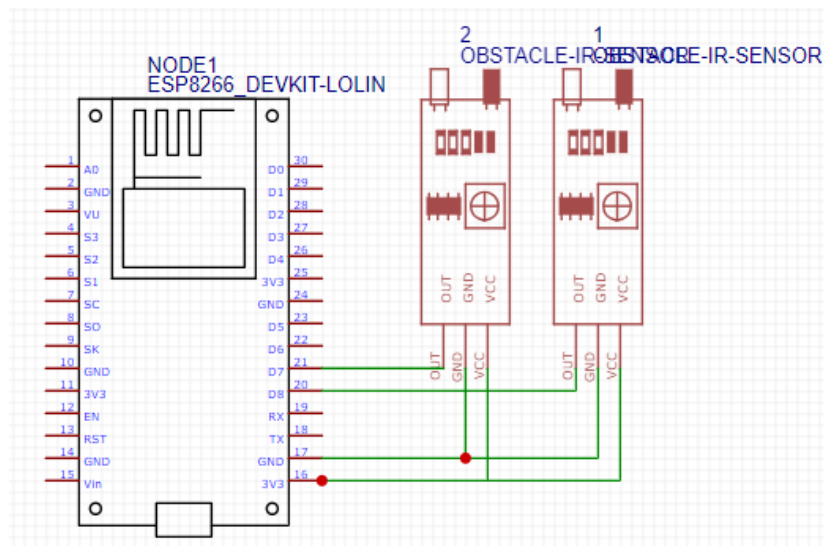 NODE1
ESP8266_DEVKIT-LOLIN
2
OBSTACLE-IR-SENSOR
1
OBSTACLE-IR-SENSOR
1 A0
2 GND
3 VU
4 S3
5 S2
6 S1
7 SC
8 SO
9 SK
10 GND
11 3V3
12 EN
13 RST
14 GND
15 Vin
D0 30
D1 29
D2 28
D3 27
D4 26
3V3 25
GND 24
D5 23
D6 22
D7 21
D8 20
RX 19
TX 18
GND 17
3V3 16
OUT GND VCC
OUT GND VCC
OUT GND VCC
OUT GND VCC